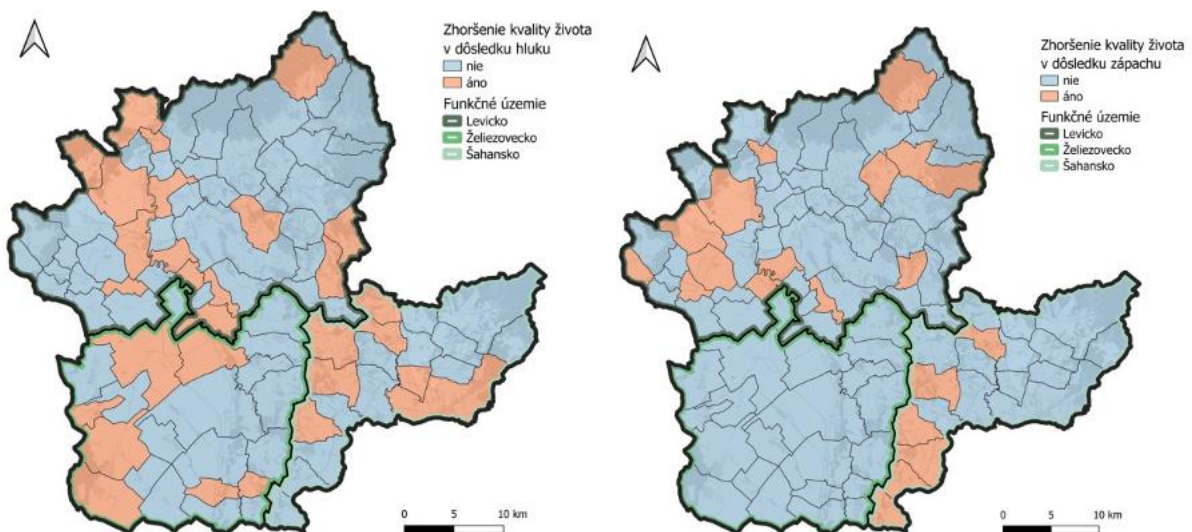 Zhoršenie kvality života
v dôsledku hluku
nie
áno
Funkčné územie
Levicko
Želiezovecko
Šahansko
0 5 10 km
Zhoršenie kvality života
v dôsledku zápachu
nie
áno
Funkčné územie
Levicko
Želiezovecko
Šahansko
0 5 10 km